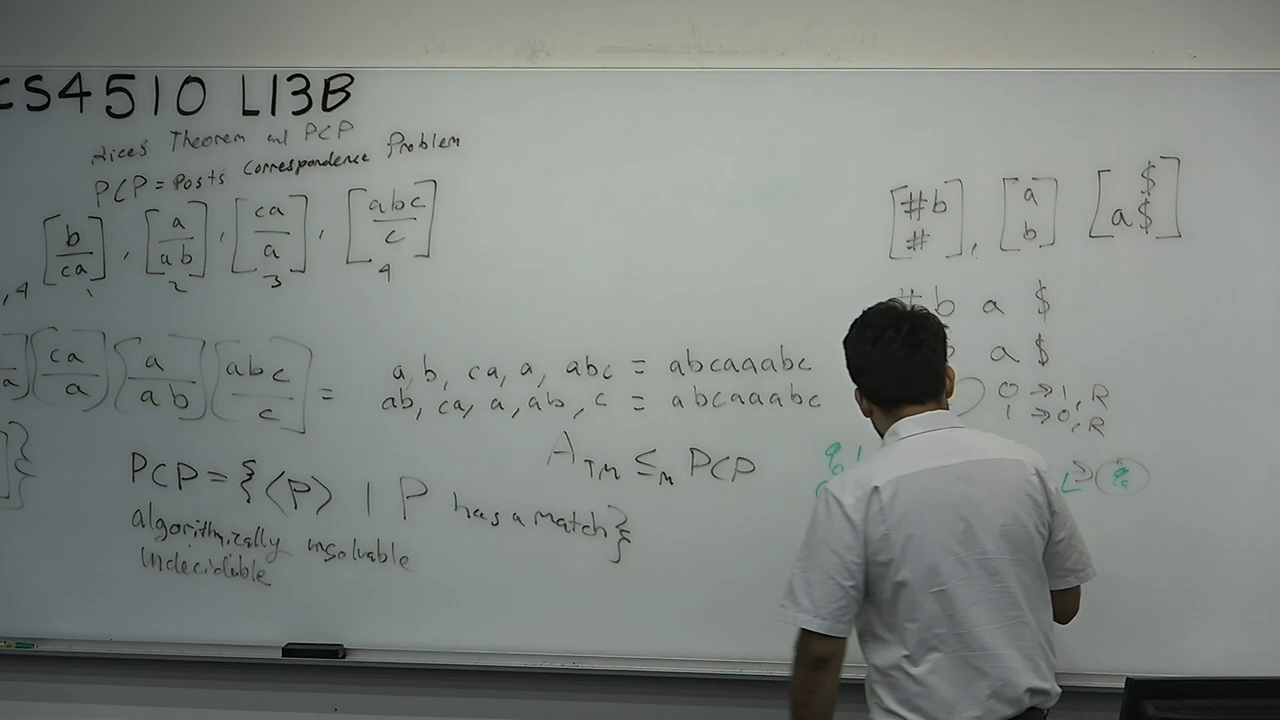 CS4510 L13B
Rice's Theorem and PCP
PCP = Posts Correspondence Problem
[b/ca], [a/ab], [ca/a], [abc/c]
,4 1 2 3 4
a] [ca/a] [a/ab] [abc/c] =
a, b, ca, a, abc = abcaaabc
ab, ca, a, ab, c = abcaaabc
A_TM ≤_m PCP
]}
PCP = {⟨P⟩ | P has a match}
algorithmically unsolvable
Undecidable
[#b/#], [a/b] [$/a$]
#b a $
a $
0 → 1, R
1 → 0, R